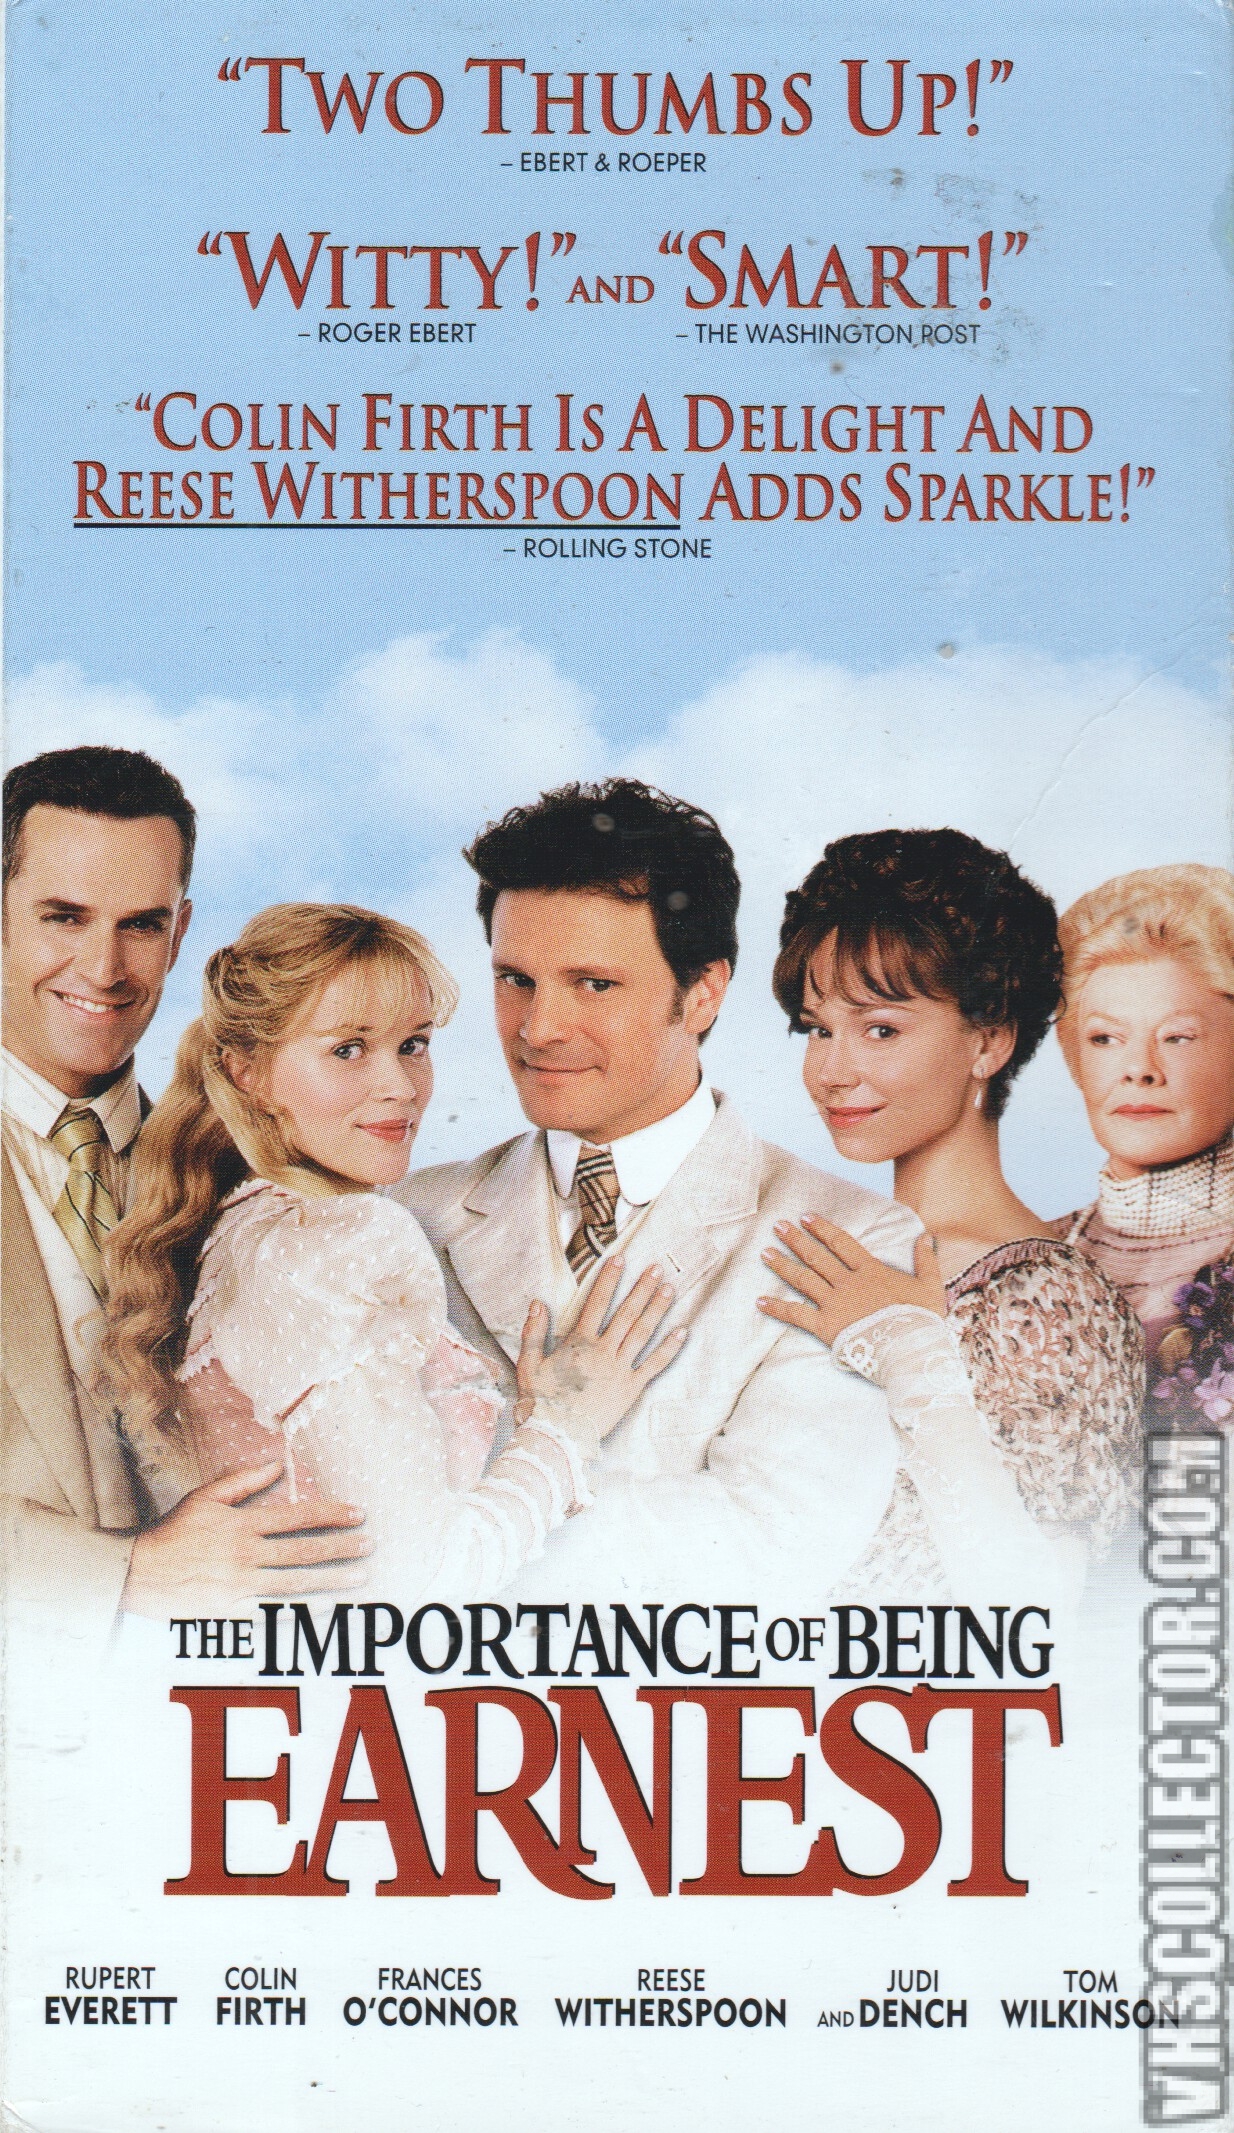 “TWO THUMBS UP!”
– EBERT & ROEPER
“WITTY!” AND “SMART!”
– ROGER EBERT – THE WASHINGTON POST
“COLIN FIRTH IS A DELIGHT AND
REESE WITHERSPOON ADDS SPARKLE!”
– ROLLING STONE
THE IMPORTANCE OF BEING
EARNEST
RUPERT EVERETT
COLIN FIRTH
FRANCES O'CONNOR
REESE WITHERSPOON
AND JUDI DENCH
TOM WILKINSON
VHSCOLLECTOR.COM